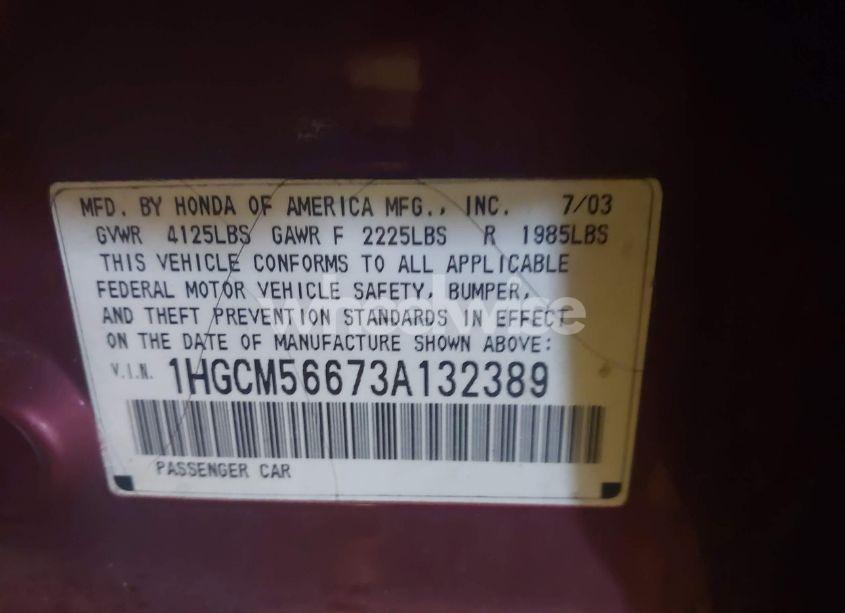 MFD. BY HONDA OF AMERICA MFG., INC. 7/03
GVWR 4125LBS GAWR F 2225LBS R 1985LBS
THIS VEHICLE CONFORMS TO ALL APPLICABLE
FEDERAL MOTOR VEHICLE SAFETY, BUMPER,
AND THEFT PREVENTION STANDARDS IN EFFECT
ON THE DATE OF MANUFACTURE SHOWN ABOVE:
V.I.N. 1HGCM56673A132389
PASSENGER CAR
wheelwise